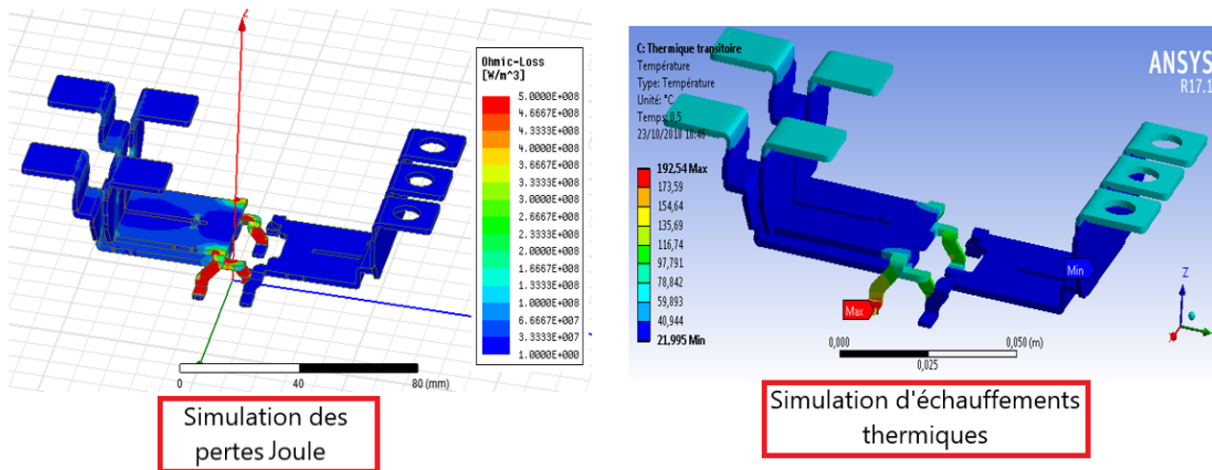 Z
Ohmic-Loss
[W/m^3]
5.0000E+008
4.6667E+008
4.3333E+008
4.0000E+008
3.6667E+008
3.3333E+008
3.0000E+008
2.6667E+008
2.3333E+008
2.0000E+008
1.6667E+008
1.3333E+008
1.0000E+008
6.6667E+007
3.3333E+007
1.0000E+000
0
40
80 (mm)
Simulation des
pertes Joule
C: Thermique transitoire
Température
Type: Température
Unité: °C
Temps: 0,5
23/10/2018 18:46
192,54 Max
173,59
154,64
135,69
116,74
97,791
78,842
59,893
40,944
21,995 Min
ANSYS
R17.1
Min
Max
Z
0,000
0,050 (m)
0,025
Simulation d'échauffements
thermiques